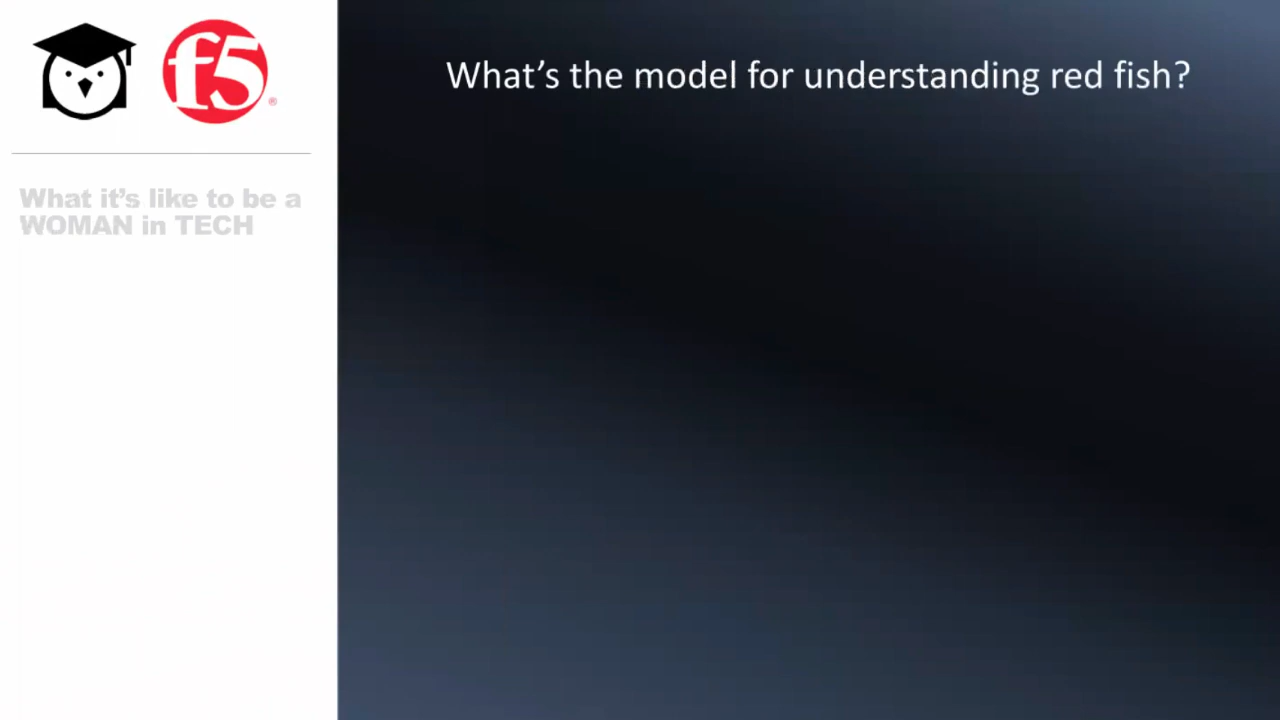 f5
®
What's the model for understanding red fish?
What it's like to be a
WOMAN in TECH